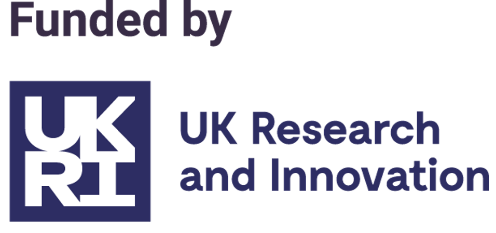 Funded by
UK
RI
UK Research
and Innovation